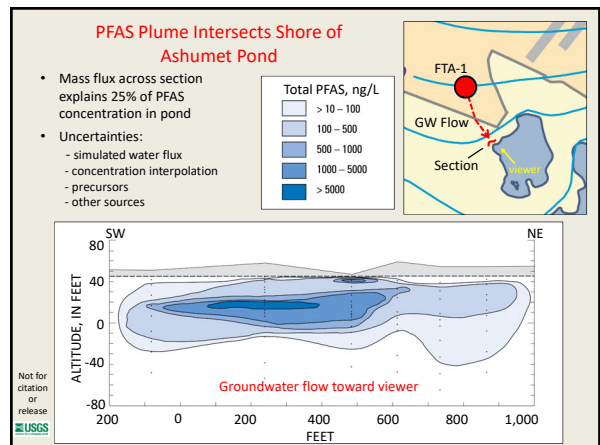 PFAS Plume Intersects Shore of
Ashumet Pond
• Mass flux across section
explains 25% of PFAS
concentration in pond
• Uncertainties:
- simulated water flux
- concentration interpolation
- precursors
- other sources
Total PFAS, ng/L
> 10 – 100
100 – 500
500 – 1000
1000 – 5000
> 5000
FTA-1
GW Flow
Section
viewer
SW
NE
80
40
0
-40
-80
ALTITUDE, IN FEET
Groundwater flow toward viewer
200
0
200
400
600
800
1,000
FEET
Not for
citation
or
release
USGS